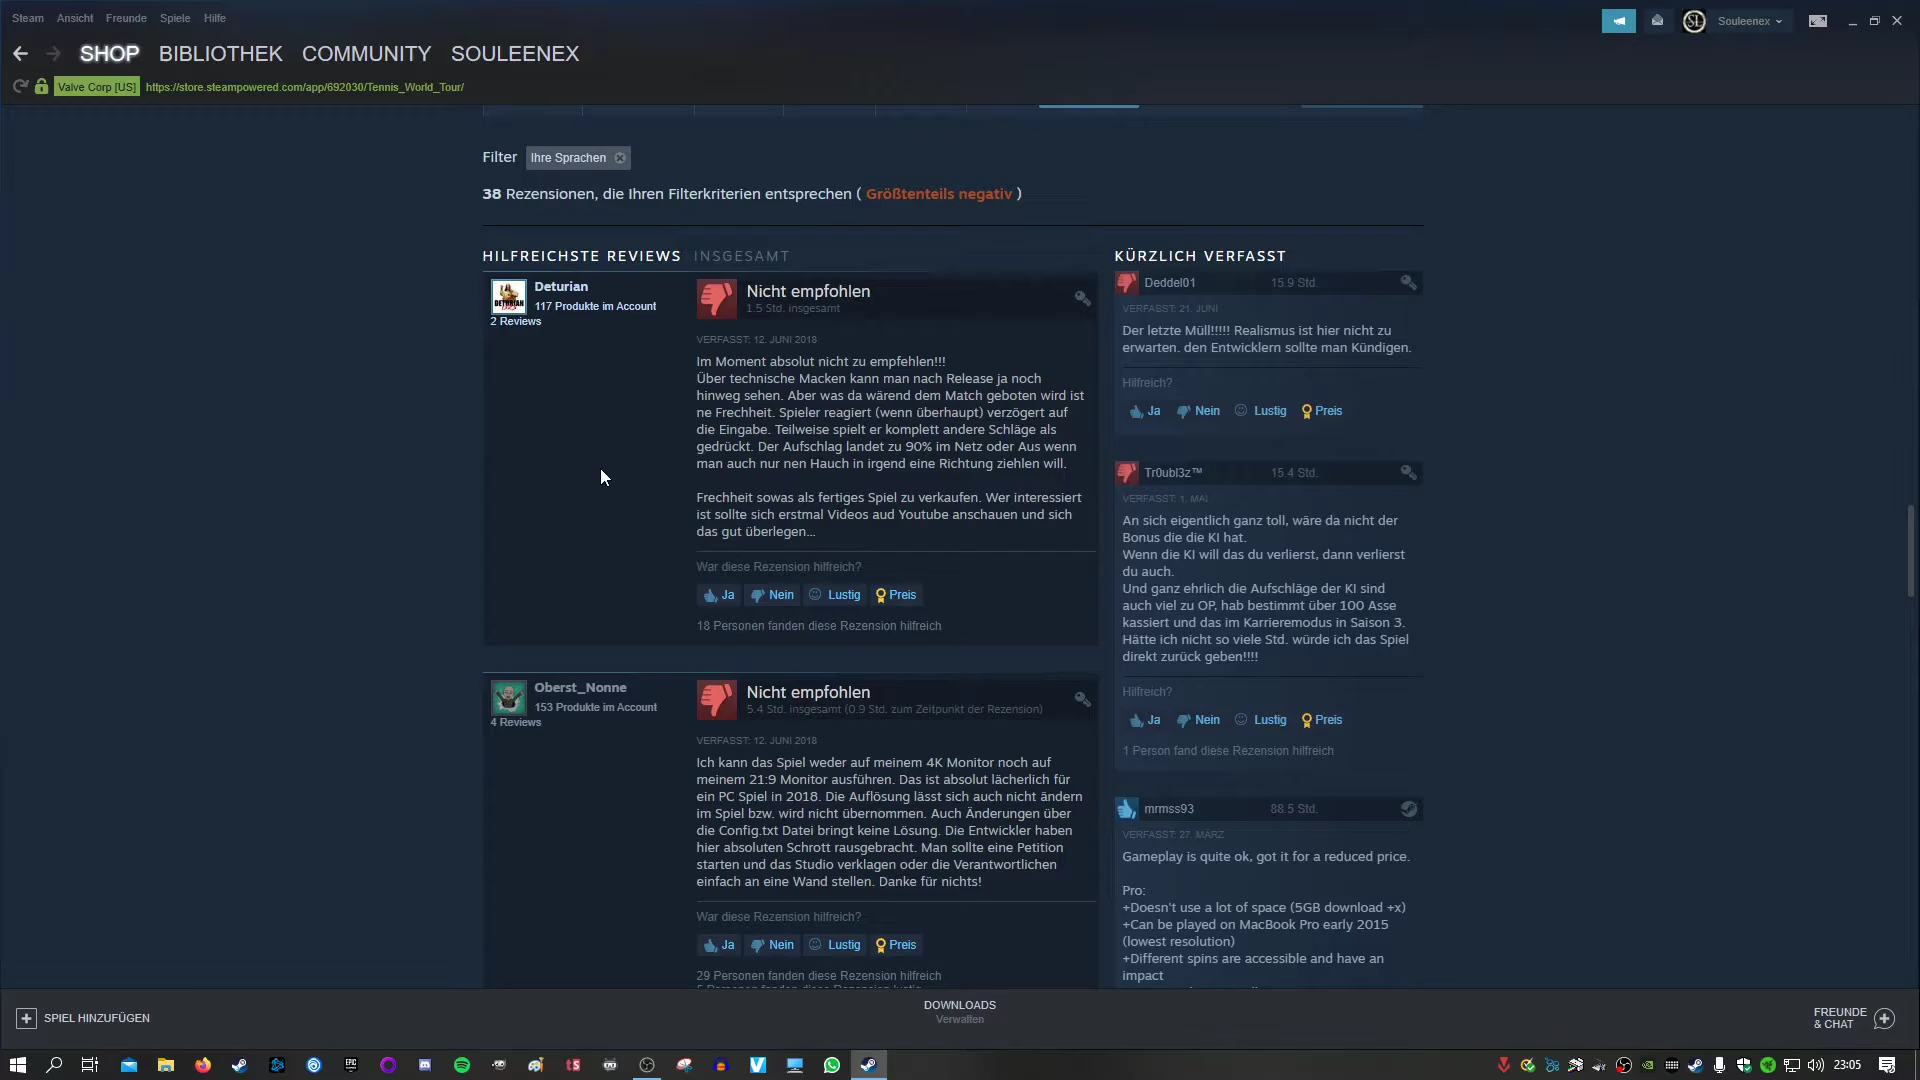 Steam Ansicht Freunde Spiele Hilfe
Souleenex
SHOP BIBLIOTHEK COMMUNITY SOULEENEX
Valve Corp [US] https://store.steampowered.com/app/692030/Tennis_World_Tour/
Filter Ihre Sprachen
38 Rezensionen, die Ihren Filterkriterien entsprechen ( Größtenteils negativ )
HILFREICHSTE REVIEWS INSGESAMT
Deturian
117 Produkte im Account
2 Reviews
Nicht empfohlen
1.5 Std. insgesamt
VERFASST: 12. JUNI 2018
Im Moment absolut nicht zu empfehlen!!!
Über technische Macken kann man nach Release ja noch
hinweg sehen. Aber was da wärend dem Match geboten wird ist
ne Frechheit. Spieler reagiert (wenn überhaupt) verzögert auf
die Eingabe. Teilweise spielt er komplett andere Schläge als
gedrückt. Der Aufschlag landet zu 90% im Netz oder Aus wenn
man auch nur nen Hauch in irgend eine Richtung ziehlen will.
Frechheit sowas als fertiges Spiel zu verkaufen. Wer interessiert
ist sollte sich erstmal Videos aud Youtube anschauen und sich
das gut überlegen...
War diese Rezension hilfreich?
Ja Nein Lustig Preis
18 Personen fanden diese Rezension hilfreich
Oberst_Nonne
153 Produkte im Account
4 Reviews
Nicht empfohlen
5.4 Std. insgesamt (0.9 Std. zum Zeitpunkt der Rezension)
VERFASST: 12. JUNI 2018
Ich kann das Spiel weder auf meinem 4K Monitor noch auf
meinem 21:9 Monitor ausführen. Das ist absolut lächerlich für
ein PC Spiel in 2018. Die Auflösung lässt sich auch nicht ändern
im Spiel bzw. wird nicht übernommen. Auch Änderungen über
die Config.txt Datei bringt keine Lösung. Die Entwickler haben
hier absoluten Schrott rausgebracht. Man sollte eine Petition
starten und das Studio verklagen oder die Verantwortlichen
einfach an eine Wand stellen. Danke für nichts!
War diese Rezension hilfreich?
Ja Nein Lustig Preis
29 Personen fanden diese Rezension hilfreich
KÜRZLICH VERFASST
Deddel01 15.9 Std.
VERFASST: 21. JUNI
Der letzte Müll!!!!! Realismus ist hier nicht zu
erwarten. den Entwicklern sollte man Kündigen.
Hilfreich?
Ja Nein Lustig Preis
Tr0ubl3z™ 15.4 Std.
VERFASST: 1. MAI
An sich eigentlich ganz toll, wäre da nicht der
Bonus die die KI hat.
Wenn die KI will das du verlierst, dann verlierst
du auch.
Und ganz ehrlich die Aufschläge der KI sind
auch viel zu OP, hab bestimmt über 100 Asse
kassiert und das im Karrieremodus in Saison 3.
Hätte ich nicht so viele Std. würde ich das Spiel
direkt zurück geben!!!!
Hilfreich?
Ja Nein Lustig Preis
1 Person fand diese Rezension hilfreich
mrmss93 88.5 Std.
VERFASST: 27. MÄRZ
Gameplay is quite ok, got it for a reduced price.
Pro:
+Doesn't use a lot of space (5GB download +x)
+Can be played on MacBook Pro early 2015
(lowest resolution)
+Different spins are accessible and have an
impact
SPIEL HINZUFÜGEN
DOWNLOADS
Verwalten
FREUNDE
& CHAT
23:05